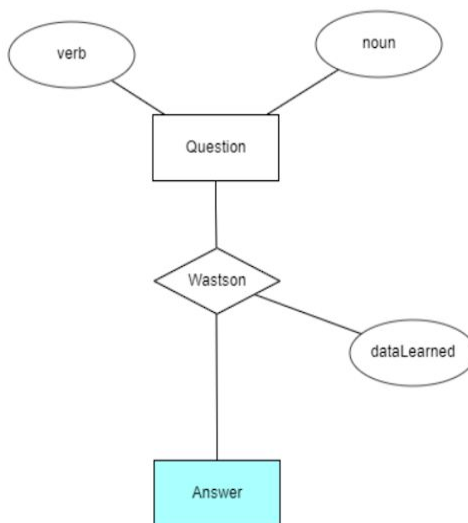 verb
noun
Question
Wastson
dataLearned
Answer